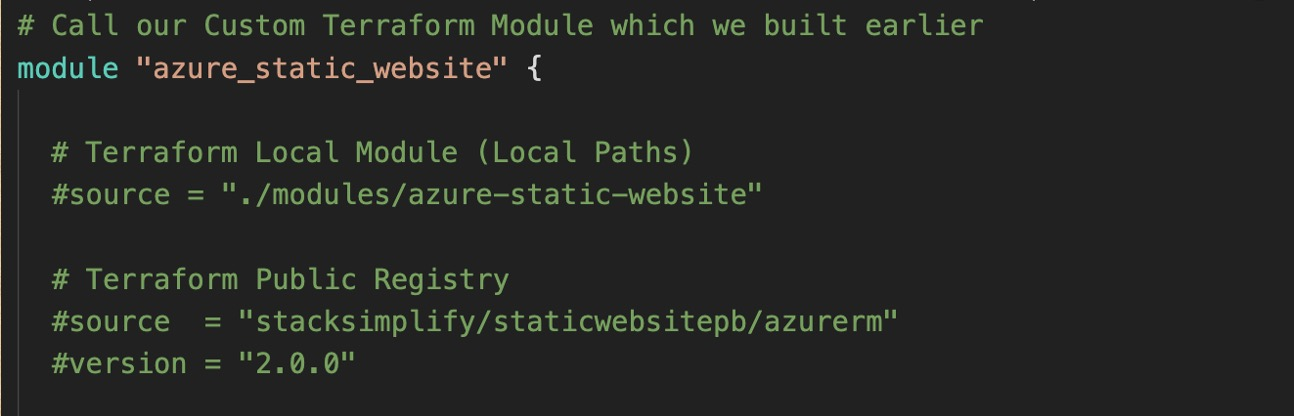 # Call our Custom Terraform Module which we built earlier
module "azure_static_website" {
# Terraform Local Module (Local Paths)
#source = "./modules/azure-static-website"
# Terraform Public Registry
#source  = "stacksimplify/staticwebsitepb/azurerm"
#version = "2.0.0"